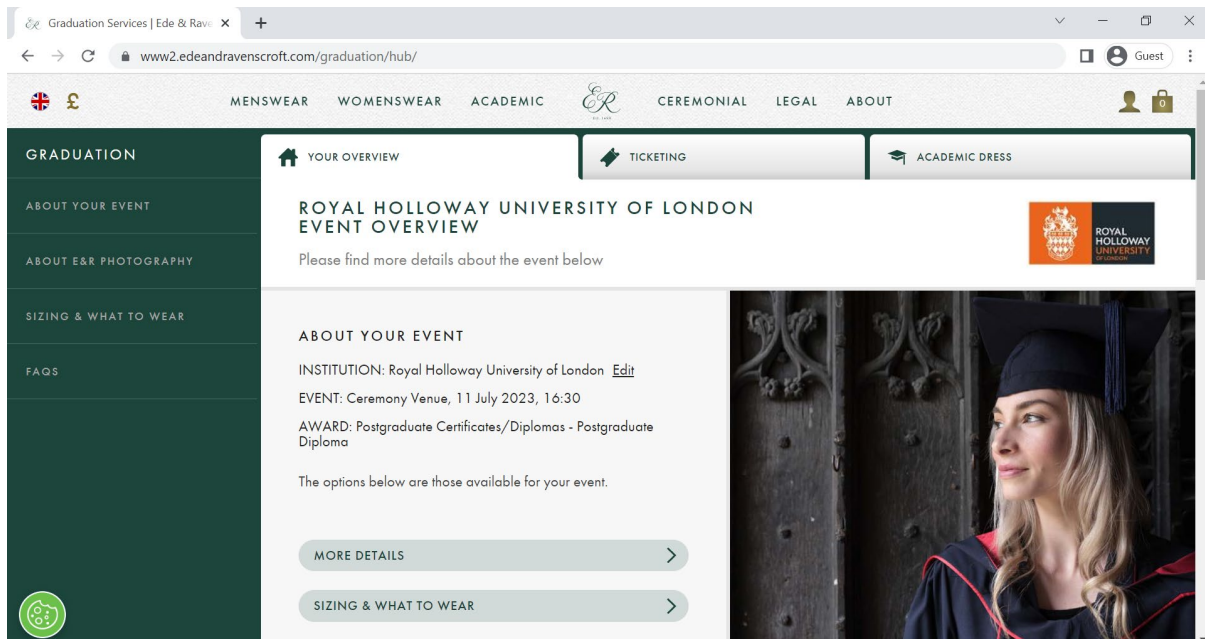 Graduation Services | Ede & Rave
www2.edeandravenscroft.com/graduation/hub/
Guest
£
MENSWEAR WOMENSWEAR ACADEMIC ER CEREMONIAL LEGAL ABOUT
0
GRADUATION
ABOUT YOUR EVENT
ABOUT E&R PHOTOGRAPHY
SIZING & WHAT TO WEAR
FAQS
YOUR OVERVIEW
TICKETING
ACADEMIC DRESS
ROYAL HOLLOWAY UNIVERSITY OF LONDON
EVENT OVERVIEW
Please find more details about the event below
ROYAL
HOLLOWAY
UNIVERSITY
OF LONDON
ABOUT YOUR EVENT
INSTITUTION: Royal Holloway University of London Edit
EVENT: Ceremony Venue, 11 July 2023, 16:30
AWARD: Postgraduate Certificates/Diplomas - Postgraduate
Diploma
The options below are those available for your event.
MORE DETAILS
SIZING & WHAT TO WEAR